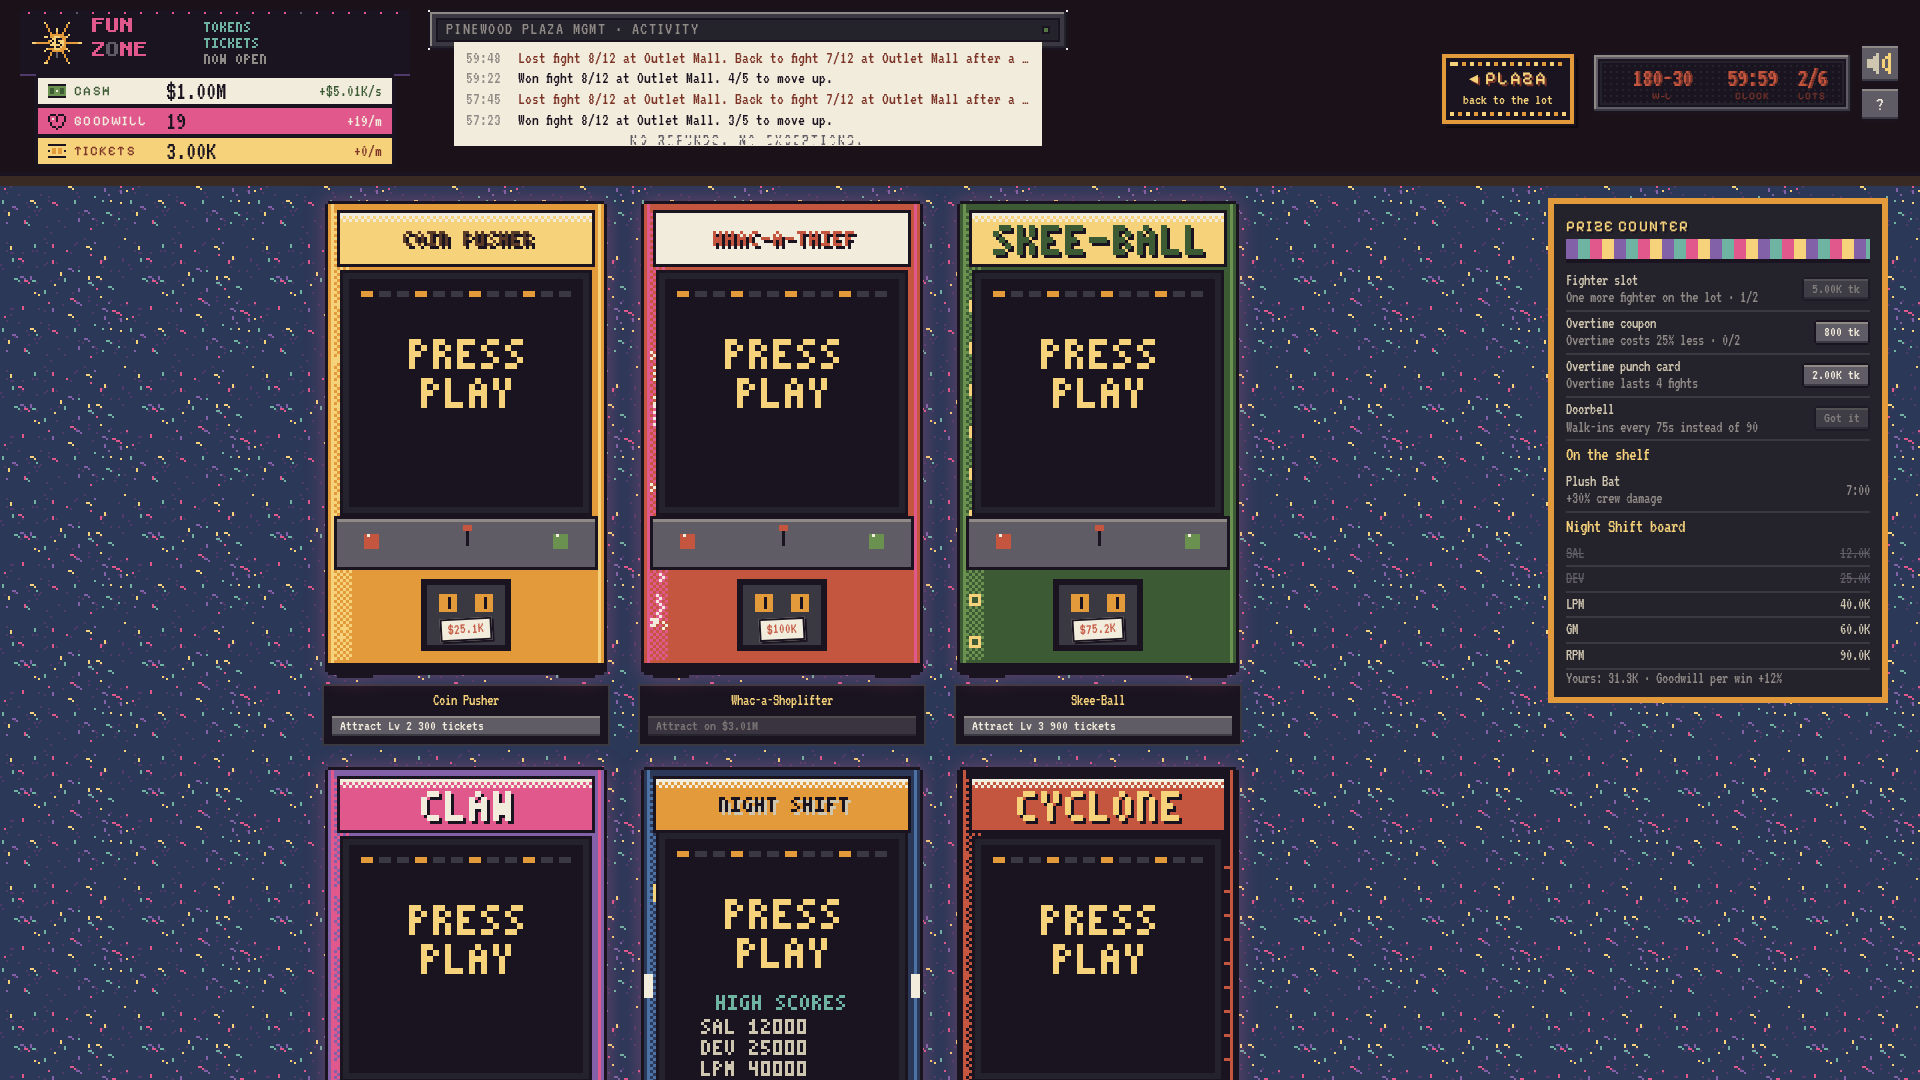 FUN
ZONE
TOKENS
TICKETS
NOW OPEN
CASH $1.00M +$5.01K/s
GOODWILL 19 +19/m
TICKETS 3.00K +0/m
PINEWOOD PLAZA MGMT · ACTIVITY
59:48 Lost fight 8/12 at Outlet Mall. Back to fight 7/12 at Outlet Mall after a …
59:22 Won fight 8/12 at Outlet Mall. 4/5 to move up.
57:45 Lost fight 8/12 at Outlet Mall. Back to fight 7/12 at Outlet Mall after a …
57:23 Won fight 8/12 at Outlet Mall. 3/5 to move up.
NO REFUNDS. NO EXCEPTIONS.
◀ PLAZA
back to the lot
180-30 59:59 2/6
W-L CLOCK LOTS
?
COIN PUSHER
PRESS
PLAY
$25.1K
Coin Pusher
Attract Lv 2 300 tickets
WHAC-A-THIEF
PRESS
PLAY
$100K
Whac-a-Shoplifter
Attract on $3.01M
SKEE-BALL
PRESS
PLAY
$75.2K
Skee-Ball
Attract Lv 3 900 tickets
CLAW
PRESS
PLAY
NIGHT SHIFT
PRESS
PLAY
HIGH SCORES
SAL 12000
DEV 25000
LPM 40000
CYCLONE
PRESS
PLAY
PRIZE COUNTER
Fighter slot
One more fighter on the lot · 1/2
5.00K tk
Overtime coupon
Overtime costs 25% less · 0/2
800 tk
Overtime punch card
Overtime lasts 4 fights
2.00K tk
Doorbell
Walk-ins every 75s instead of 90
Got it
On the shelf
Plush Bat
+30% crew damage
7:00
Night Shift board
SAL 12.0K
DEV 25.0K
LPM 40.0K
GM 60.0K
RPM 90.0K
Yours: 31.3K · Goodwill per win +12%